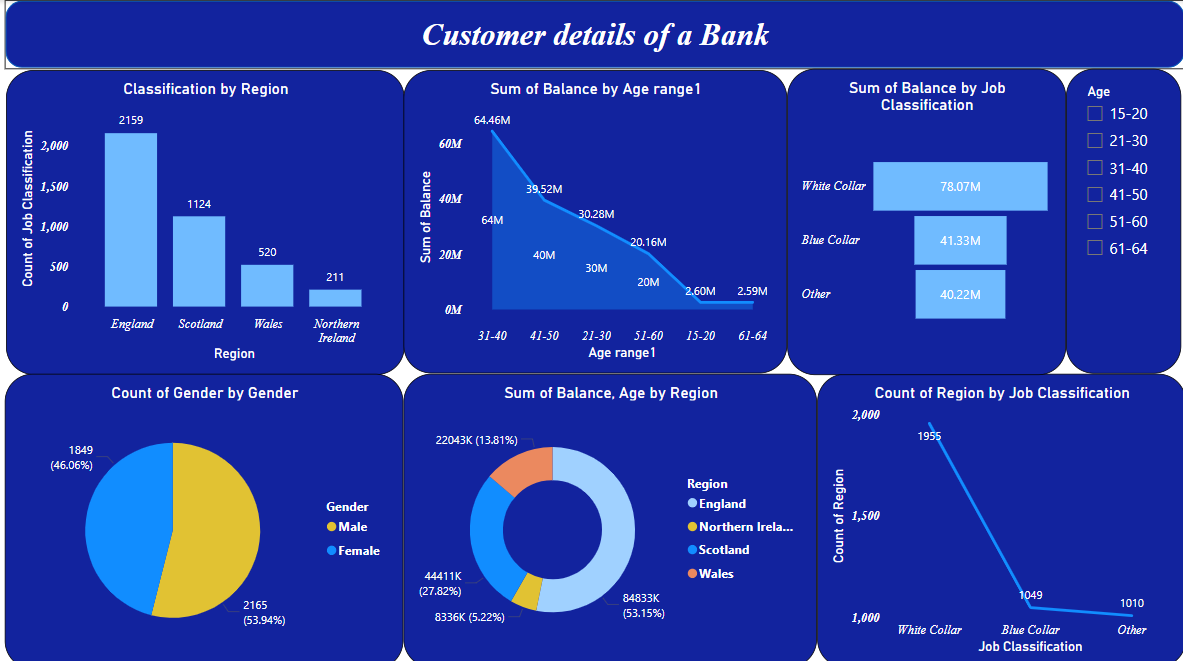 Customer details of a Bank
Classification by Region
Count of Job Classification
2,000
1,500
1,000
500
0
2159
1124
520
211
England
Scotland
Wales
Northern
Ireland
Region
Sum of Balance by Age range1
Sum of Balance
60M
40M
20M
0M
64.46M
39.52M
30.28M
20.16M
2.60M
2.59M
64M
40M
30M
20M
31-40
41-50
21-30
51-60
15-20
61-64
Age range1
Sum of Balance by Job
Classification
White Collar
78.07M
Blue Collar
41.33M
Other
40.22M
Age
15-20
21-30
31-40
41-50
51-60
61-64
Count of Gender by Gender
1849
(46.06%)
2165
(53.94%)
Gender
Male
Female
Sum of Balance, Age by Region
22043K (13.81%)
44411K
(27.82%)
8336K (5.22%)
84833K
(53.15%)
Region
England
Northern Irela...
Scotland
Wales
Count of Region by Job Classification
Count of Region
2,000
1,500
1,000
1955
1049
1010
White Collar
Blue Collar
Other
Job Classification